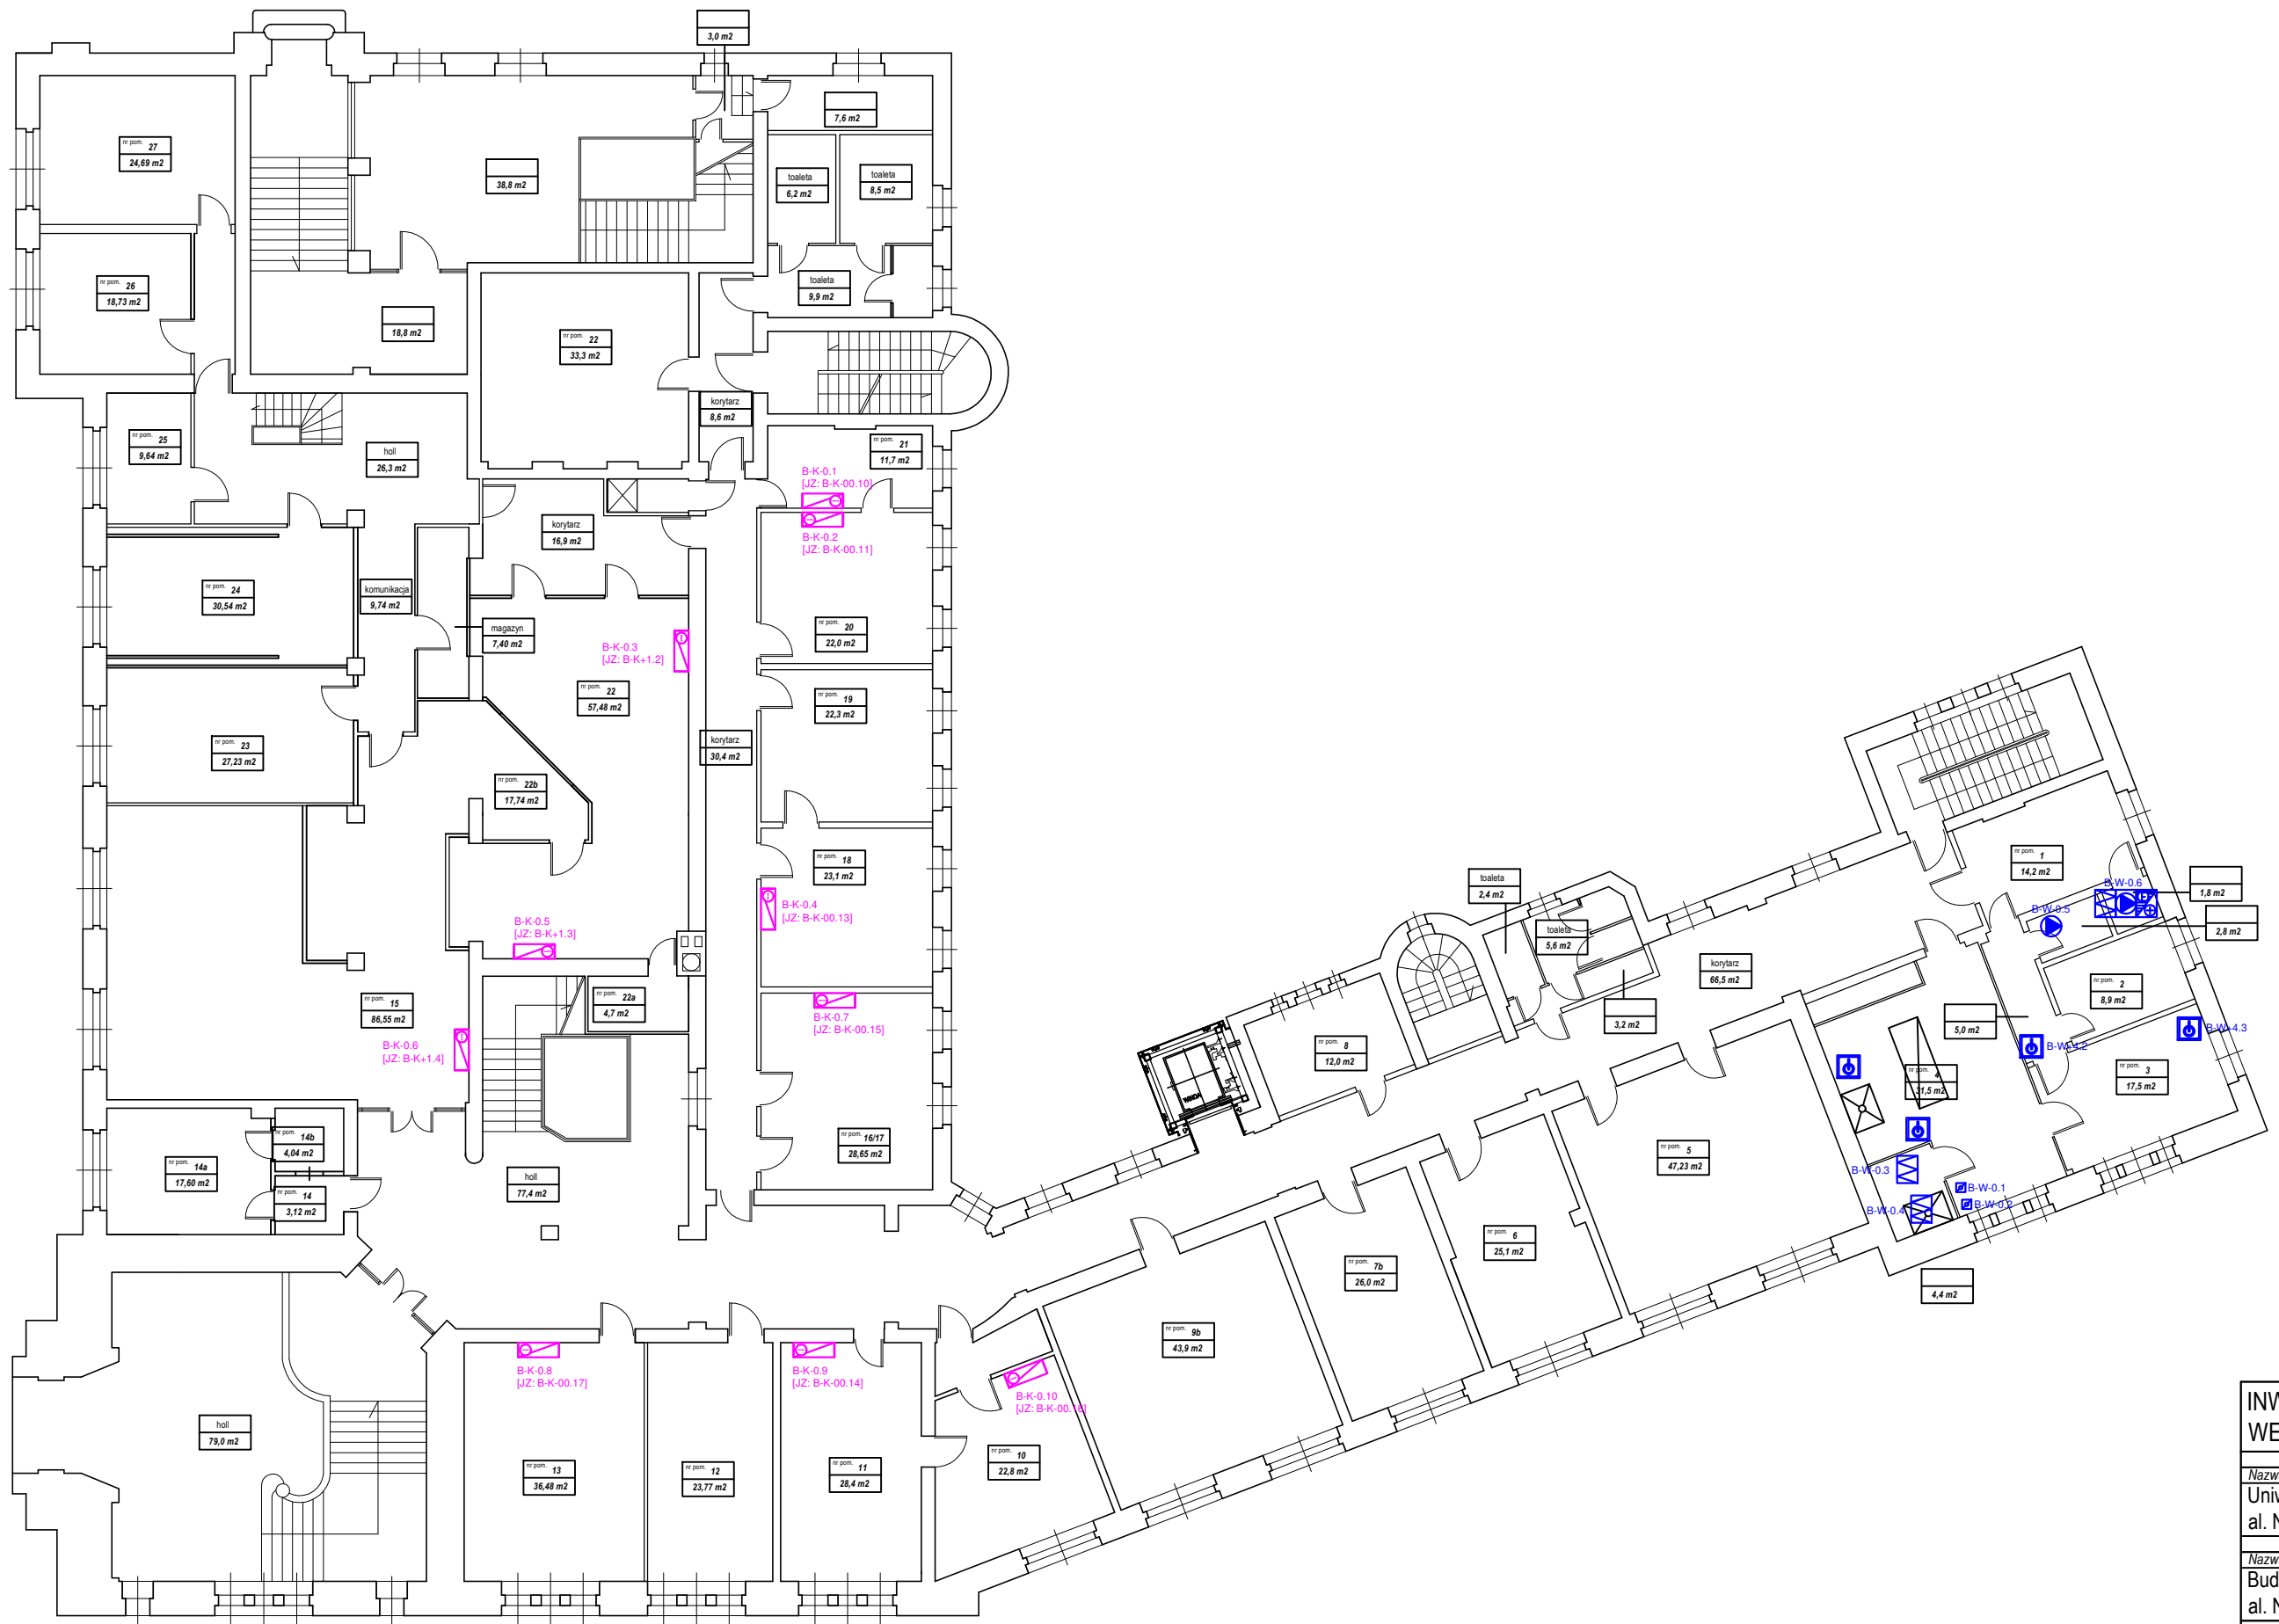 3,0 m2
7,6 m2
nr pom. 27
24,69 m2
38,8 m2
toaleta
6,2 m2
toaleta
8,5 m2
nr pom. 26
18,73 m2
toaleta
9,9 m2
18,8 m2
nr pom. 22
33,3 m2
korytarz
8,6 m2
nr pom. 25
9,64 m2
holl
26,3 m2
nr pom. 21
11,7 m2
B-K-0.1
[JZ: B-K-00.10]
korytarz
16,9 m2
B-K-0.2
[JZ: B-K-00.11]
nr pom. 24
30,54 m2
komunikacja
9,74 m2
magazyn
7,40 m2
B-K-0.3
[JZ: B-K+1.2]
nr pom. 20
22,0 m2
nr pom. 22
57,48 m2
nr pom. 19
22,3 m2
nr pom. 23
27,23 m2
korytarz
30,4 m2
nr pom. 22b
17,74 m2
nr pom. 18
23,1 m2
B-K-0.4
[JZ: B-K-00.13]
B-K-0.5
[JZ: B-K+1.3]
nr pom. 15
86,55 m2
nr pom. 22a
4,7 m2
B-K-0.7
[JZ: B-K-00.15]
B-K-0.6
[JZ: B-K+1.4]
nr pom. 14b
4,04 m2
nr pom. 14a
17,60 m2
nr pom. 14
3,12 m2
holl
77,4 m2
nr pom. 16/17
28,65 m2
nr pom. 1
14,2 m2
B-W-0.6
1,8 m2
B-W-0.5
2,8 m2
toaleta
2,4 m2
toaleta
5,6 m2
korytarz
66,5 m2
nr pom. 2
8,9 m2
3,2 m2
5,0 m2
B-W-4.3
B-W-4.2
nr pom. 8
12,0 m2
WINDA
nr pom. 4
31,5 m2
nr pom. 3
17,5 m2
nr pom. 5
47,23 m2
B-W-0.3
B-W-0.1
B-W-0.2
B-W-0.4
nr pom. 6
25,1 m2
nr pom. 7b
26,0 m2
4,4 m2
nr pom. 9b
43,9 m2
B-K-0.8
[JZ: B-K-00.17]
B-K-0.9
[JZ: B-K-00.14]
B-K-0.10
[JZ: B-K-00.16]
holl
79,0 m2
nr pom. 13
36,48 m2
nr pom. 12
23,77 m2
nr pom. 11
28,4 m2
nr pom. 10
22,8 m2
INW
WE
Nazw
Uniw
al. N
Nazw
Bud
al. N